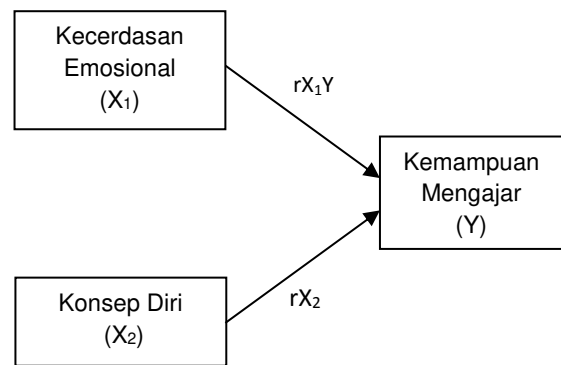 Kecerdasan
Emosional
(X₁)
rX₁Y
Kemampuan
Mengajar
(Y)
Konsep Diri
(X₂)
rX₂